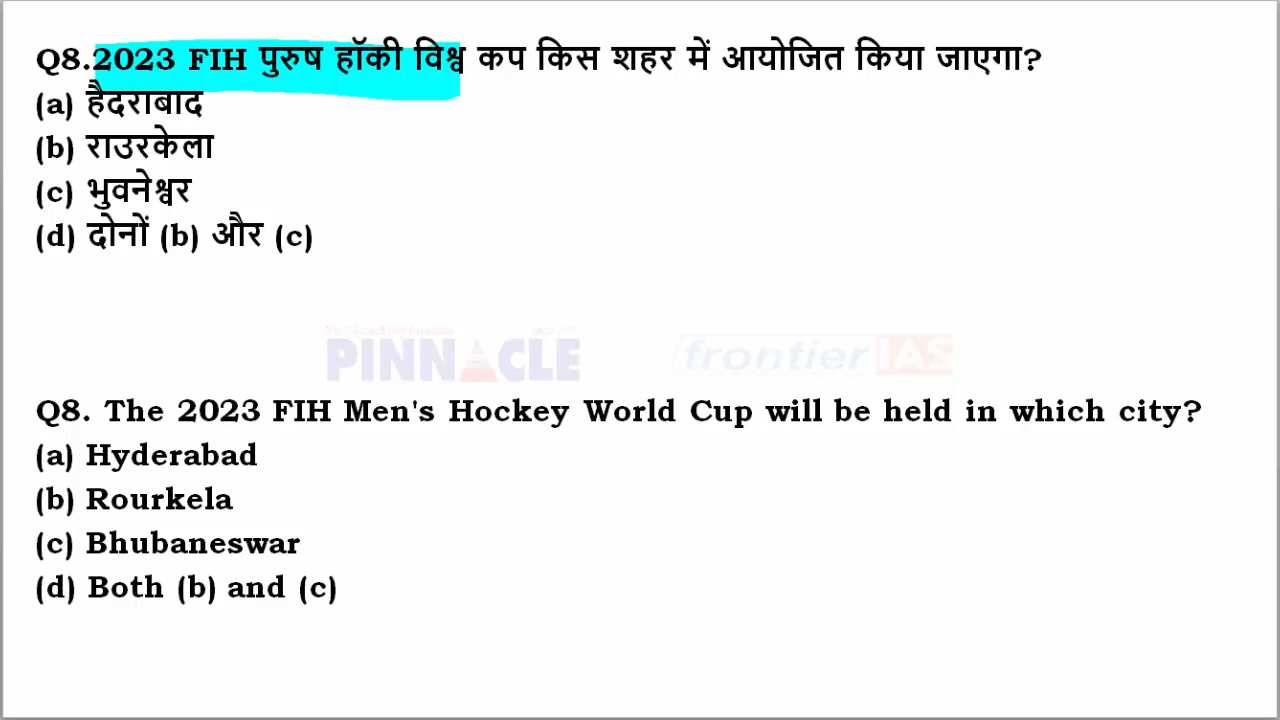 Q8.2023 FIH पुरुष हॉकी विश्व कप किस शहर में आयोजित किया जाएगा?
(a) हैदराबाद
(b) राउरकेला
(c) भुवनेश्वर
(d) दोनों (b) और (c)
PINNACLE frontier IAS
Q8. The 2023 FIH Men's Hockey World Cup will be held in which city?
(a) Hyderabad
(b) Rourkela
(c) Bhubaneswar
(d) Both (b) and (c)